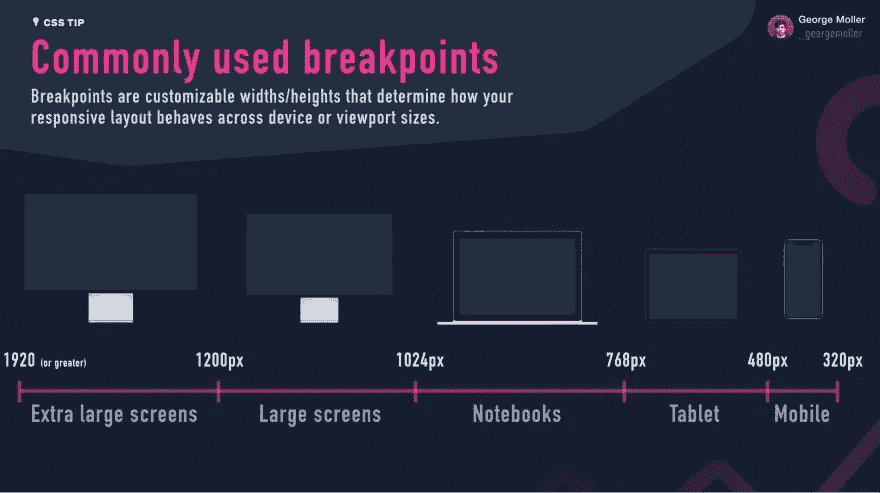 CSS TIP
George Moller
_georgemoller
Commonly used breakpoints
Breakpoints are customizable widths/heights that determine how your
responsive layout behaves across device or viewport sizes.
1920 (or greater) 1200px 1024px 768px 480px 320px
Extra large screens Large screens Notebooks Tablet Mobile